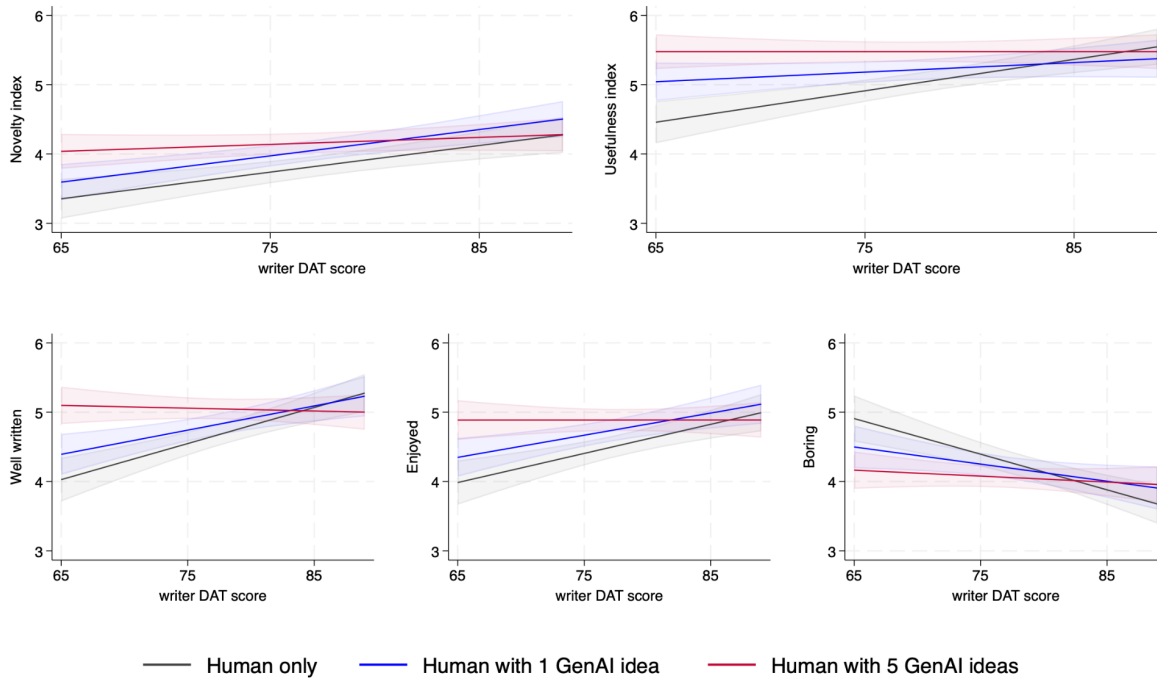 6
5
4
3
Novelty index
65
75
85
writer DAT score
6
5
4
3
Usefulness index
65
75
85
writer DAT score
6
5
4
3
Well written
65
75
85
writer DAT score
6
5
4
3
Enjoyed
65
75
85
writer DAT score
6
5
4
3
Boring
65
75
85
writer DAT score
Human only
Human with 1 GenAI idea
Human with 5 GenAI ideas